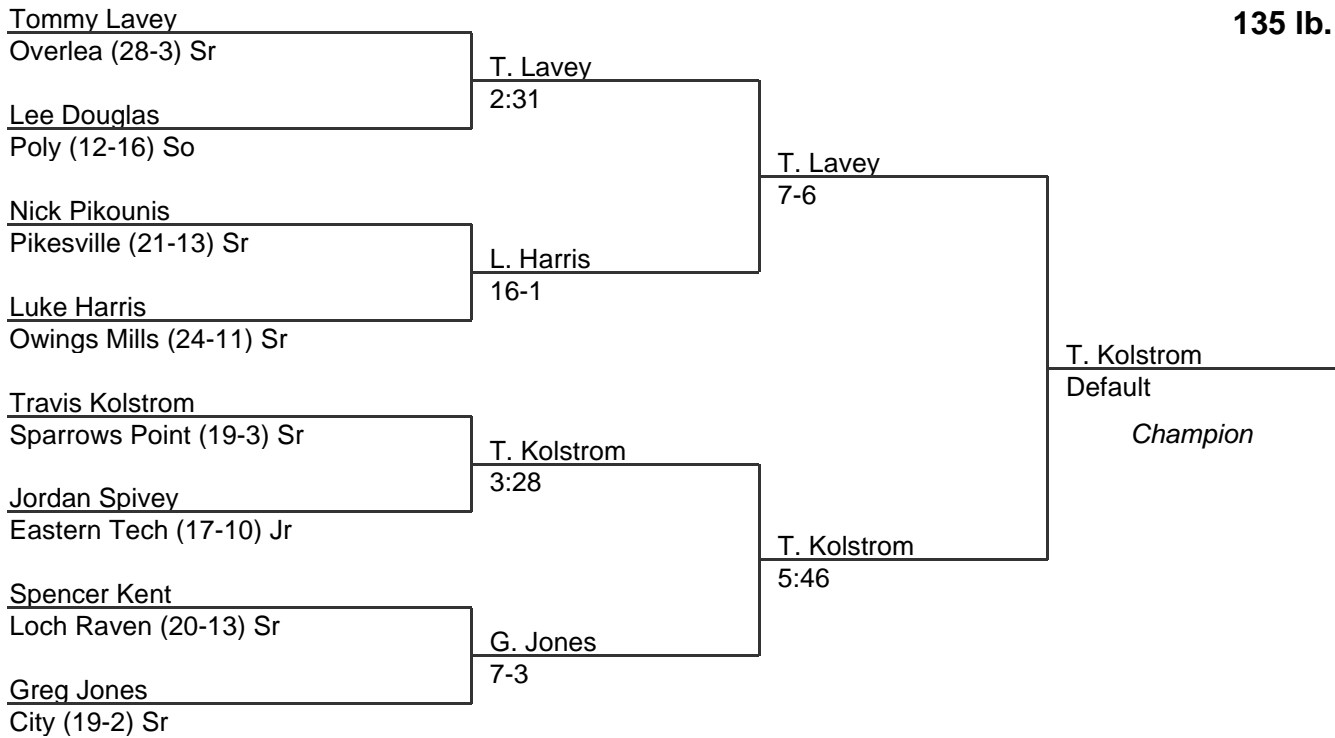 135 lb.
Tommy Lavey
Overlea (28-3) Sr
Lee Douglas
Poly (12-16) So
Nick Pikounis
Pikesville (21-13) Sr
Luke Harris
Owings Mills (24-11) Sr
Travis Kolstrom
Sparrows Point (19-3) Sr
Jordan Spivey
Eastern Tech (17-10) Jr
Spencer Kent
Loch Raven (20-13) Sr
Greg Jones
City (19-2) Sr
T. Lavey
2:31
L. Harris
16-1
T. Kolstrom
3:28
G. Jones
7-3
T. Lavey
7-6
T. Kolstrom
5:46
T. Kolstrom
Default
Champion